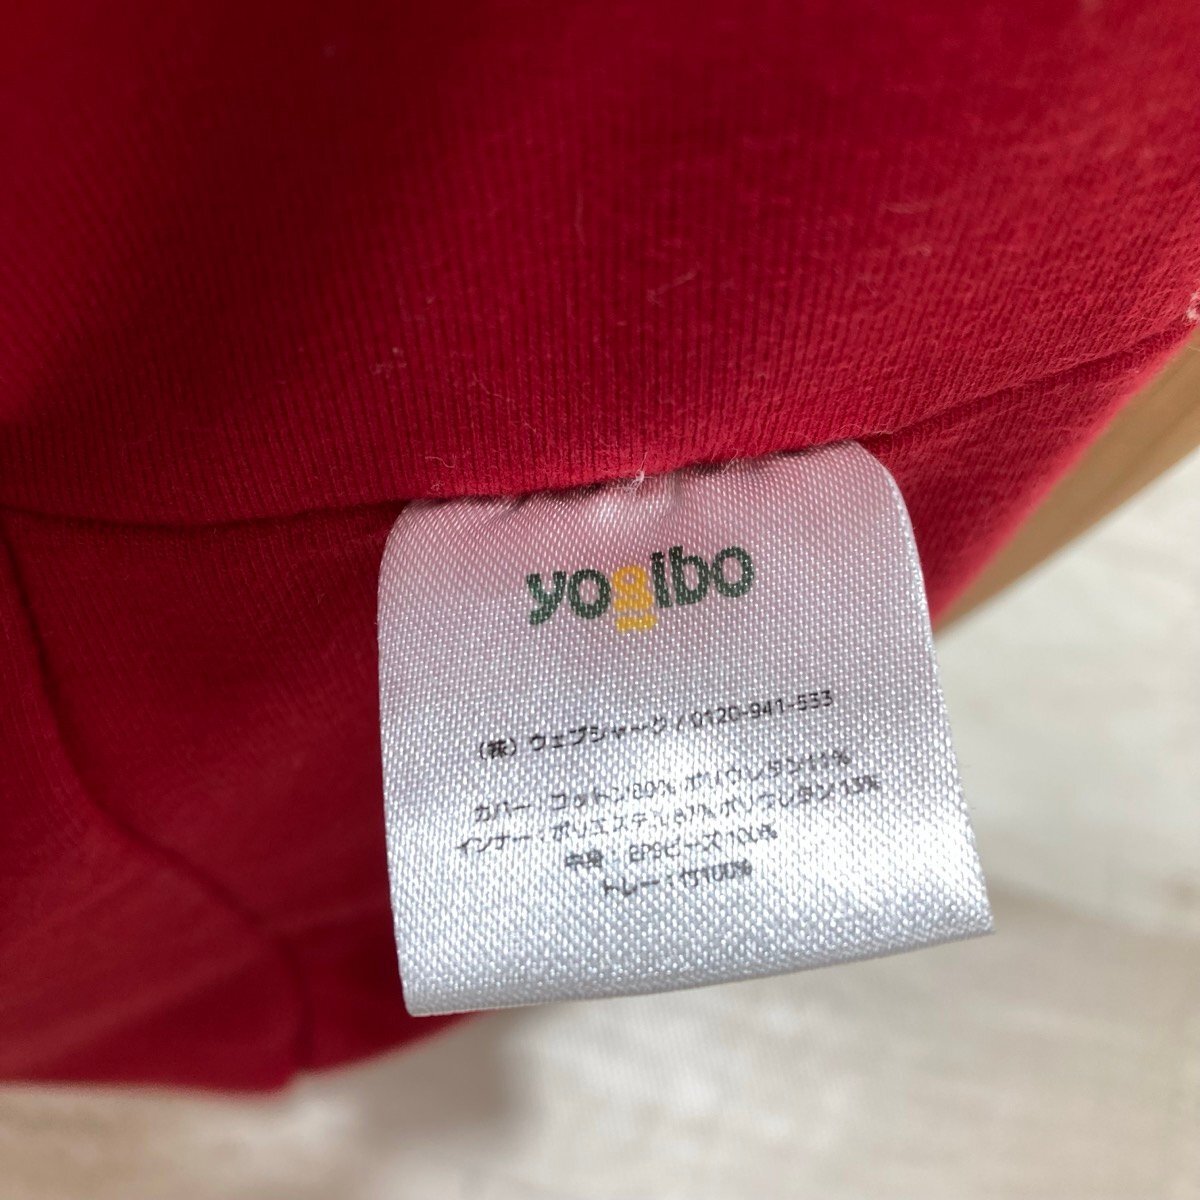 yogibo
(株)ウェブシャーク/0120-941-533
カバー:コットン89% ポリウレタン11%
インナー:ポリエステル87% ポリウレタン13%
中身:EPSビーズ100%
トレー:竹100%